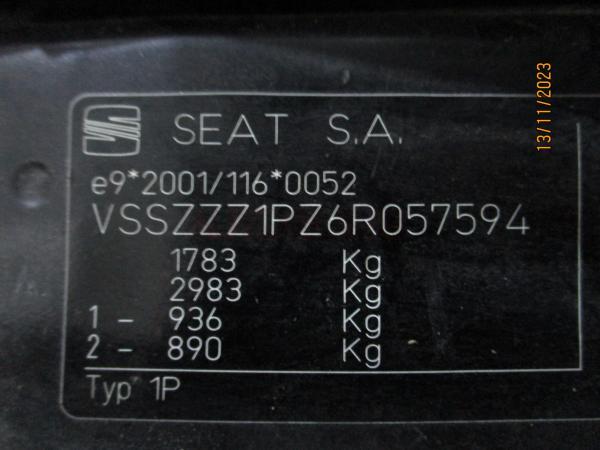 SEAT S.A.
e9*2001/116*0052
VSSZZZ1PZ6R057594
1783 Kg
2983 Kg
1 - 936 Kg
2 - 890 Kg
Typ 1P
13/11/2023